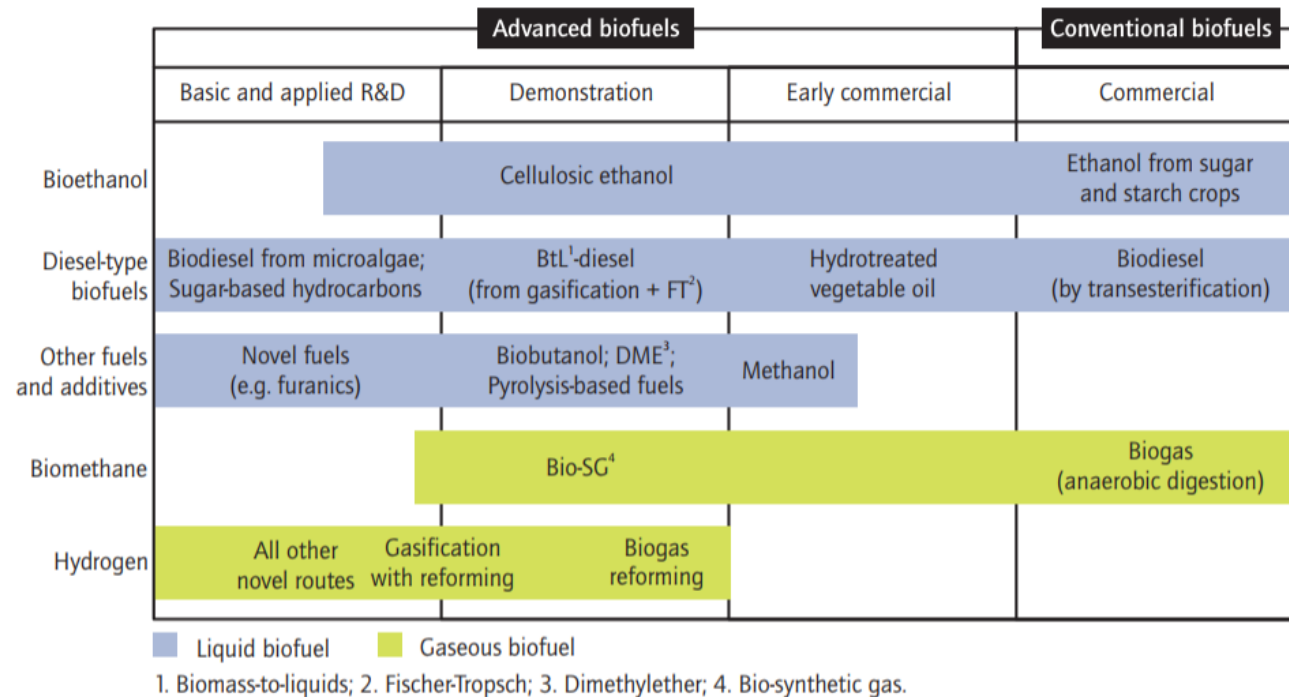 Advanced biofuels
Conventional biofuels
Basic and applied R&D
Demonstration
Early commercial
Commercial
Bioethanol
Cellulosic ethanol
Ethanol from sugar
and starch crops
Diesel-type
biofuels
Biodiesel from microalgae;
Sugar-based hydrocarbons
BtL¹-diesel
(from gasification + FT²)
Hydrotreated
vegetable oil
Biodiesel
(by transesterification)
Other fuels
and additives
Novel fuels
(e.g. furanics)
Biobutanol; DME³;
Pyrolysis-based fuels
Methanol
Biomethane
Bio-SG⁴
Biogas
(anaerobic digestion)
Hydrogen
All other
novel routes
Gasification
with reforming
Biogas
reforming
Liquid biofuel
Gaseous biofuel
1. Biomass-to-liquids; 2. Fischer-Tropsch; 3. Dimethylether; 4. Bio-synthetic gas.